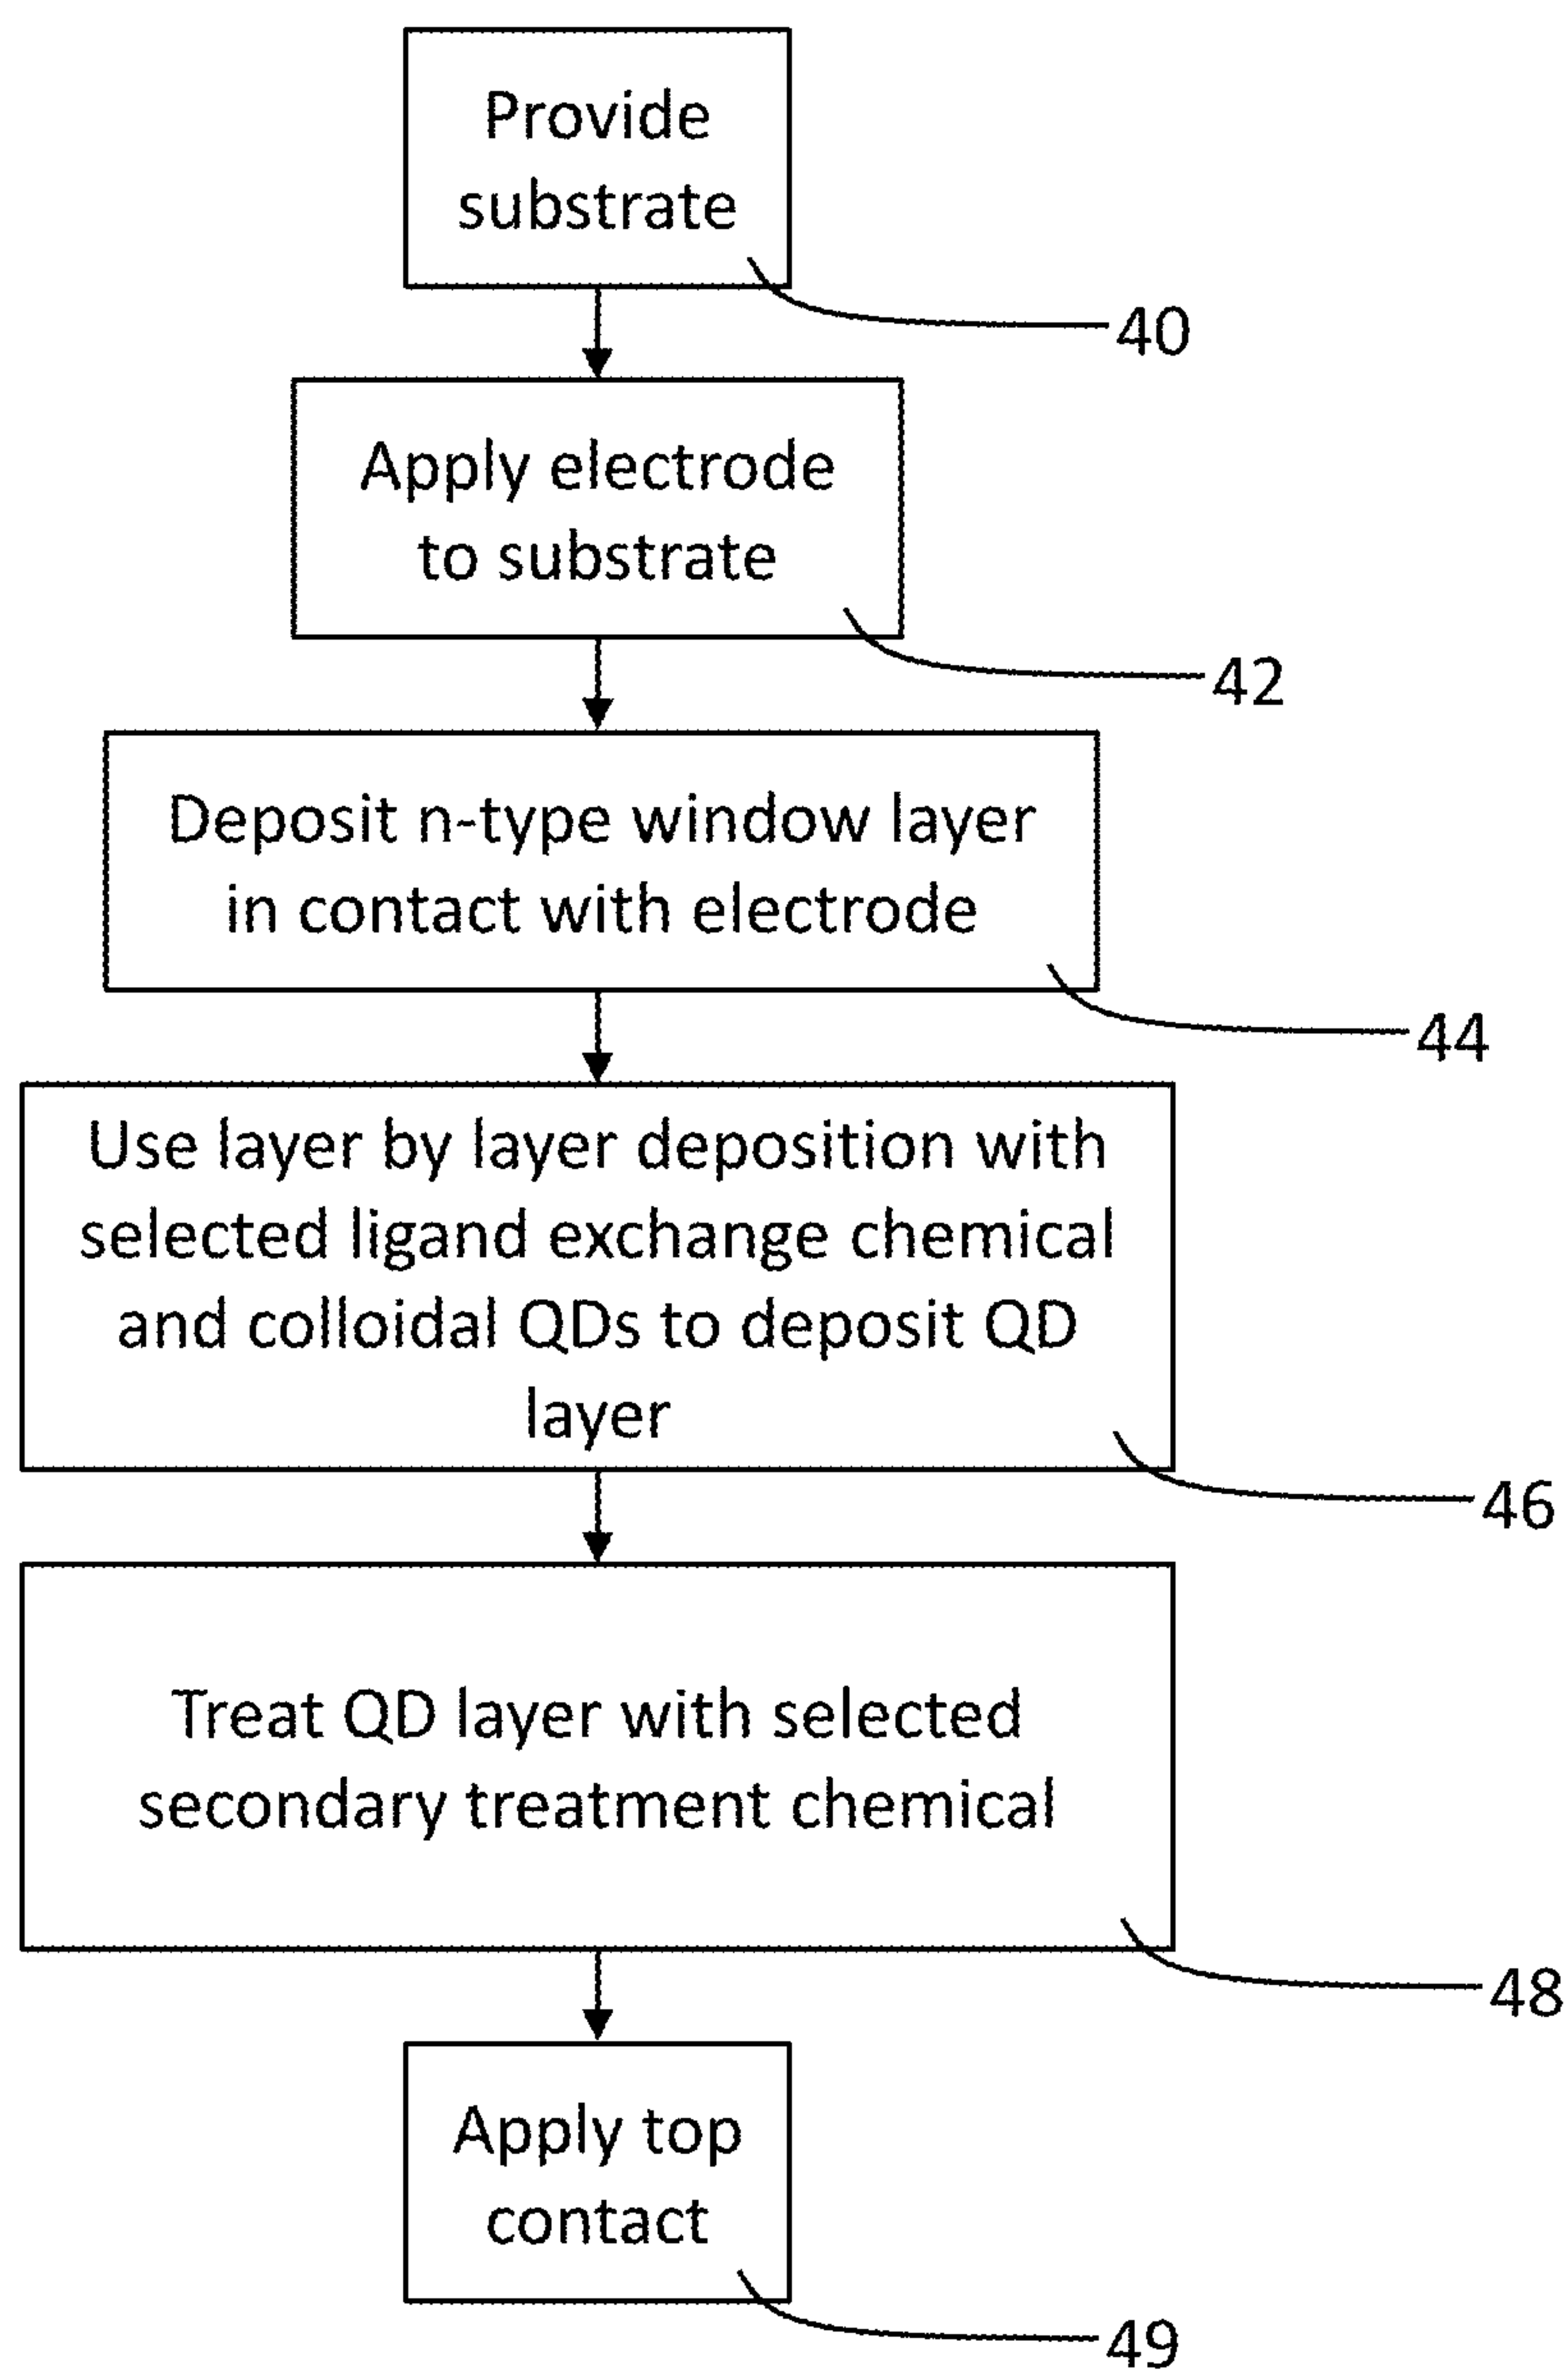 Provide
substrate
40
Apply electrode
to substrate
42
Deposit n-type window layer
in contact with electrode
44
Use layer by layer deposition with
selected ligand exchange chemical
and colloidal QDs to deposit QD
layer
46
Treat QD layer with selected
secondary treatment chemical
48
Apply top
contact
49